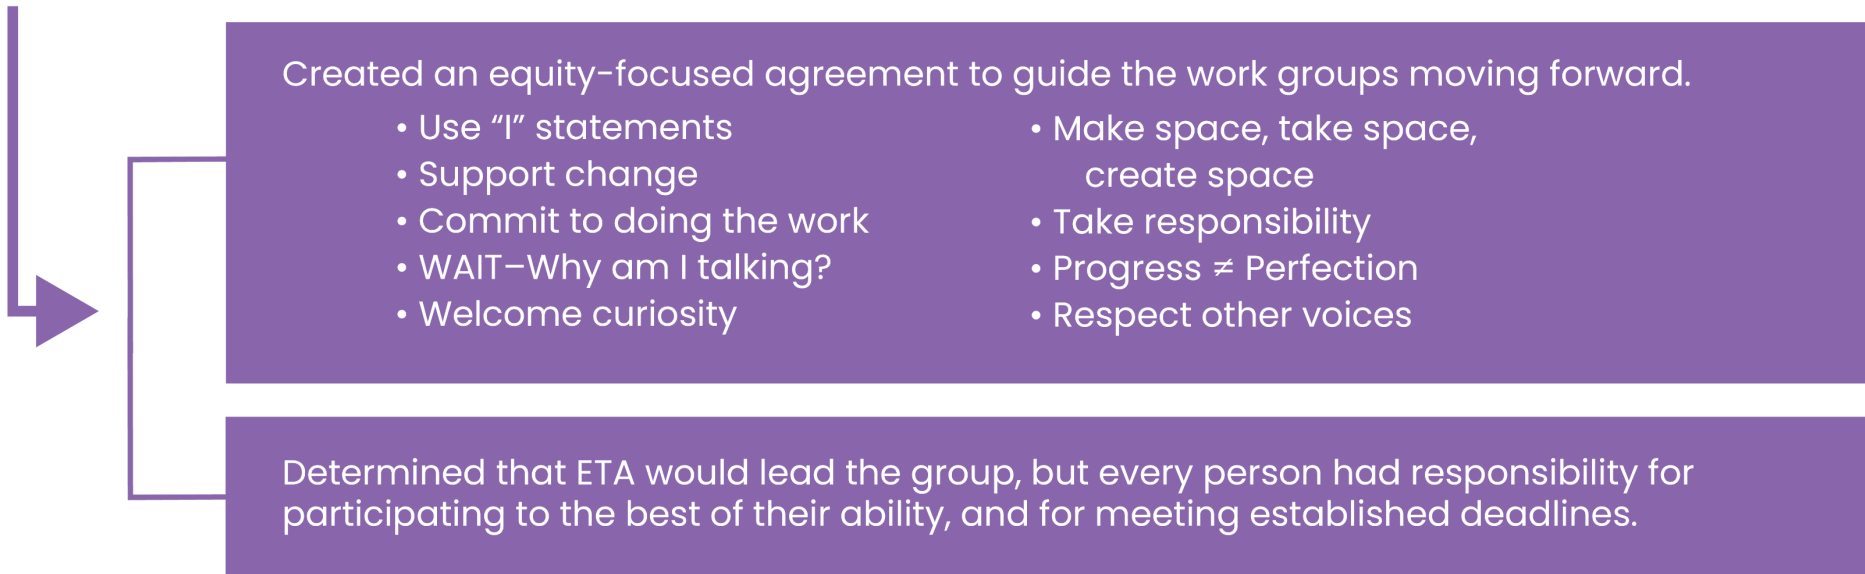 Created an equity-focused agreement to guide the work groups moving forward.
• Use “I” statements
• Support change
• Commit to doing the work
• WAIT–Why am I talking?
• Welcome curiosity
• Make space, take space,
create space
• Take responsibility
• Progress ≠ Perfection
• Respect other voices
Determined that ETA would lead the group, but every person had responsibility for
participating to the best of their ability, and for meeting established deadlines.